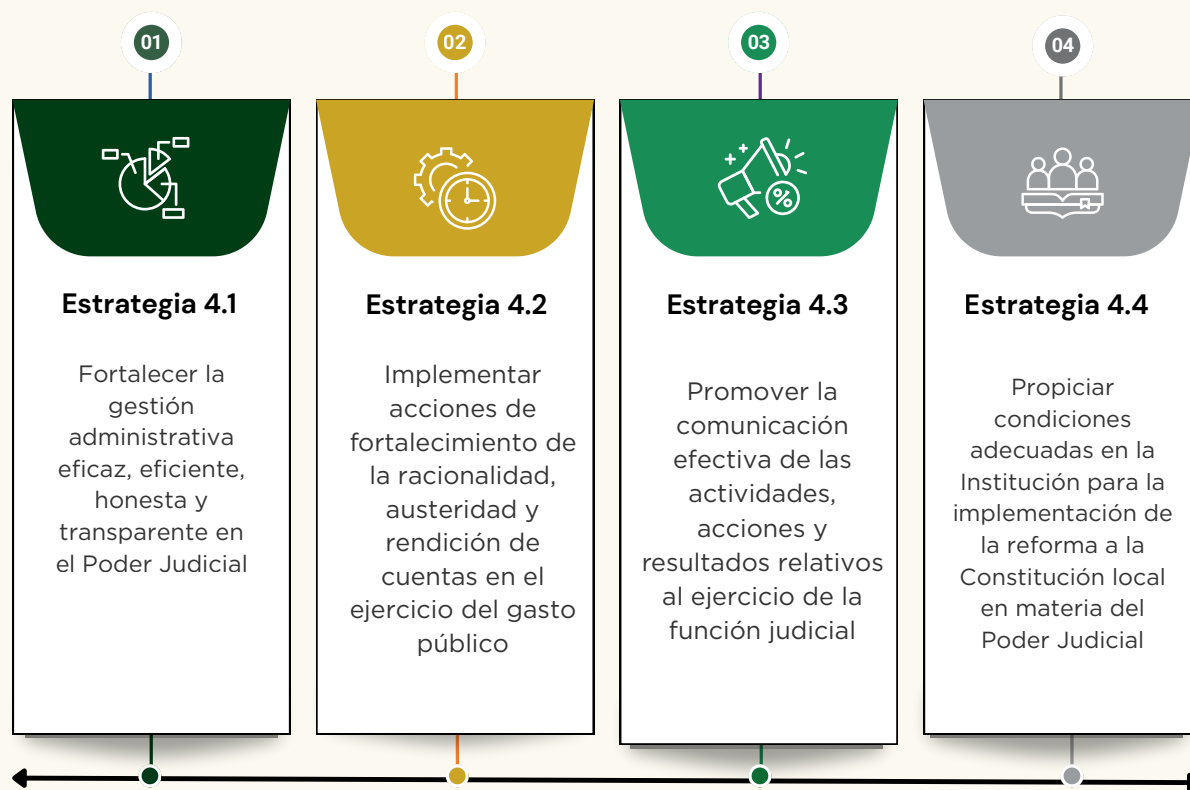 01
02
03
04
Estrategia 4.1
Fortalecer la
gestión
administrativa
eficaz, eficiente,
honesta y
transparente en
el Poder Judicial
Estrategia 4.2
Implementar
acciones de
fortalecimiento de
la racionalidad,
austeridad y
rendición de
cuentas en el
ejercicio del gasto
público
%
Estrategia 4.3
Promover la
comunicación
efectiva de las
actividades,
acciones y
resultados relativos
al ejercicio de la
función judicial
Estrategia 4.4
Propiciar
condiciones
adecuadas en la
Institución para la
implementación de
la reforma a la
Constitución local
en materia del
Poder Judicial